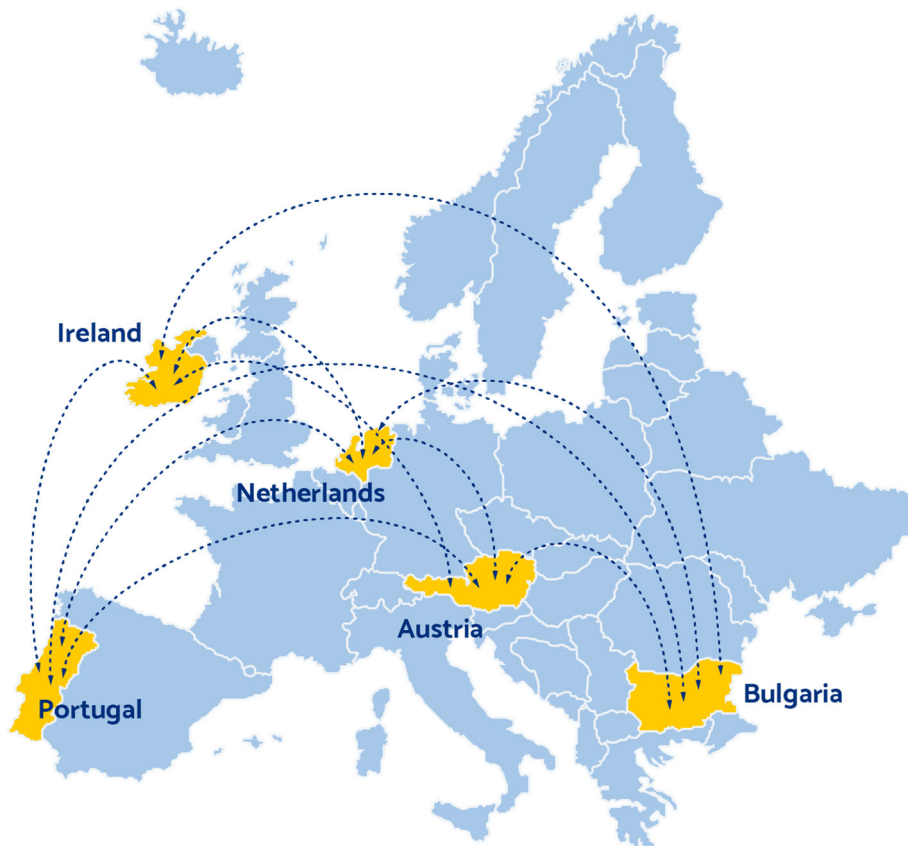 Ireland
Netherlands
Austria
Portugal
Bulgaria